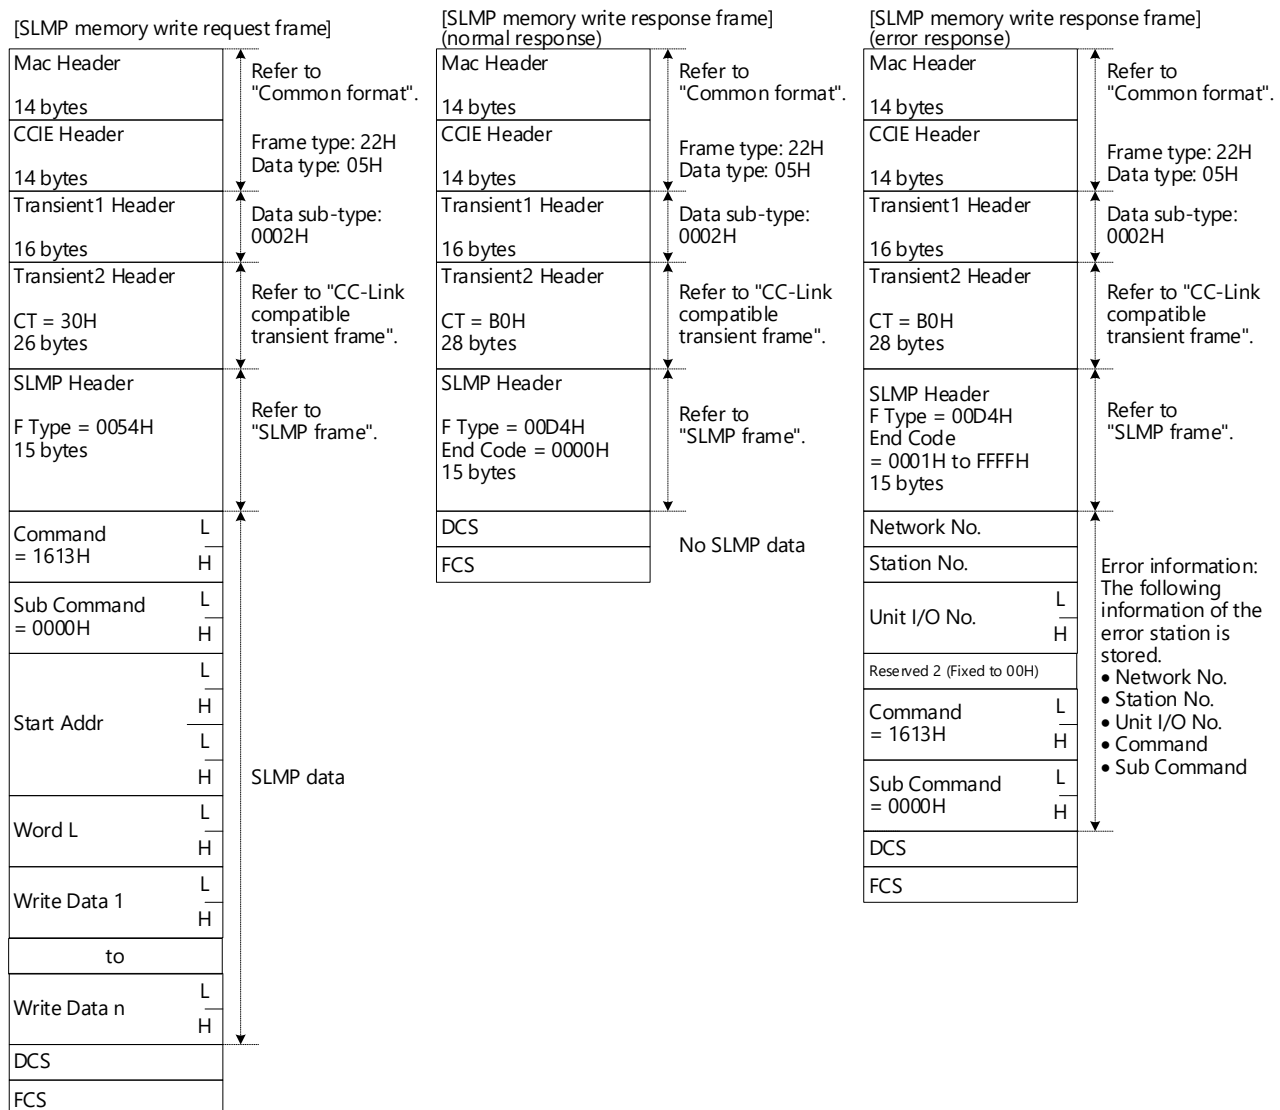 [SLMP memory write request frame]
Mac Header
14 bytes
CCIE Header
14 bytes
Transient1 Header
16 bytes
Transient2 Header
CT = 30H
26 bytes
SLMP Header
F Type = 0054H
15 bytes
Command
= 1613H
L
H
Sub Command
= 0000H
L
H
Start Addr
L
H
L
H
Word L
L
H
Write Data 1
L
H
to
Write Data n
L
H
DCS
FCS
Refer to
"Common format".
Frame type: 22H
Data type: 05H
Data sub-type:
0002H
Refer to "CC-Link
compatible
transient frame".
Refer to
"SLMP frame".
SLMP data
[SLMP memory write response frame]
(normal response)
Mac Header
14 bytes
CCIE Header
14 bytes
Transient1 Header
16 bytes
Transient2 Header
CT = B0H
28 bytes
SLMP Header
F Type = 00D4H
End Code = 0000H
15 bytes
DCS
FCS
Refer to
"Common format".
Frame type: 22H
Data type: 05H
Data sub-type:
0002H
Refer to "CC-Link
compatible
transient frame".
Refer to
"SLMP frame".
No SLMP data
[SLMP memory write response frame]
(error response)
Mac Header
14 bytes
CCIE Header
14 bytes
Transient1 Header
16 bytes
Transient2 Header
CT = B0H
28 bytes
SLMP Header
F Type = 00D4H
End Code
= 0001H to FFFFH
15 bytes
Network No.
Station No.
Unit I/O No.
L
H
Reserved 2 (Fixed to 00H)
Command
= 1613H
L
H
Sub Command
= 0000H
L
H
DCS
FCS
Refer to
"Common format".
Frame type: 22H
Data type: 05H
Data sub-type:
0002H
Refer to "CC-Link
compatible
transient frame".
Refer to
"SLMP frame".
Error information:
The following
information of the
error station is
stored.
• Network No.
• Station No.
• Unit I/O No.
• Command
• Sub Command